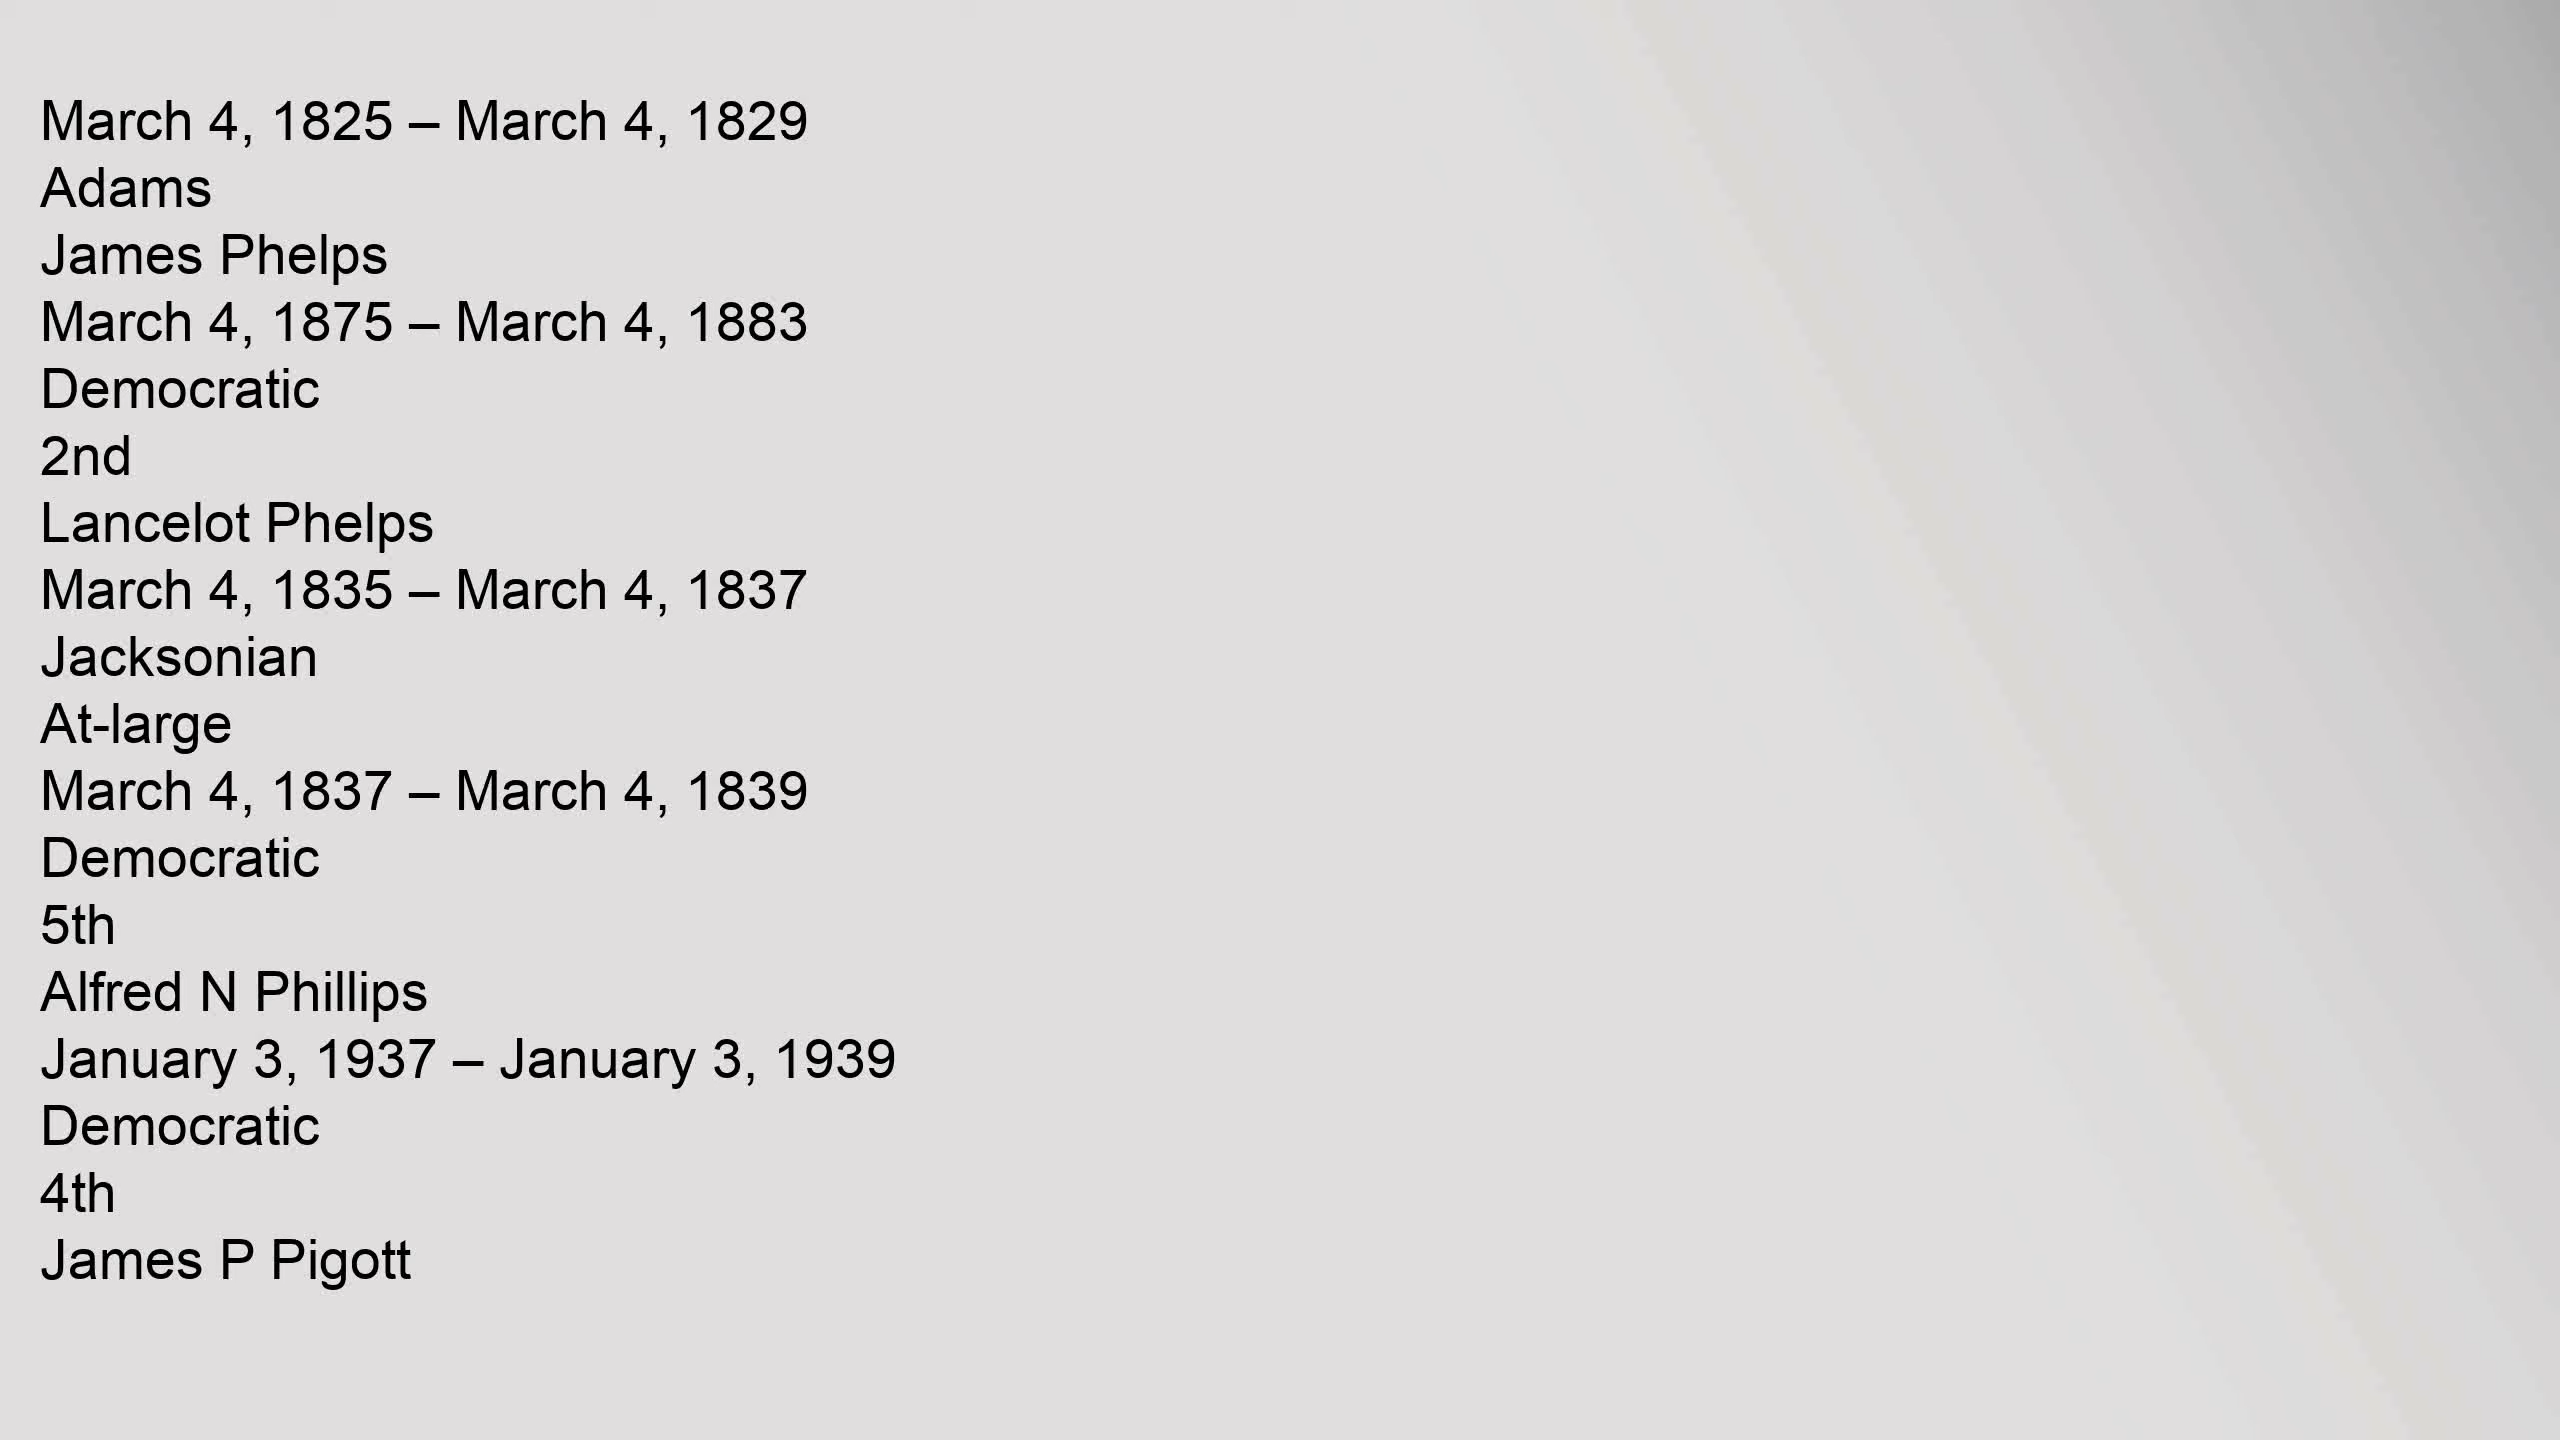 March 4, 1825 – March 4, 1829
Adams
James Phelps
March 4, 1875 – March 4, 1883
Democratic
2nd
Lancelot Phelps
March 4, 1835 – March 4, 1837
Jacksonian
At-large
March 4, 1837 – March 4, 1839
Democratic
5th
Alfred N Phillips
January 3, 1937 – January 3, 1939
Democratic
4th
James P Pigott